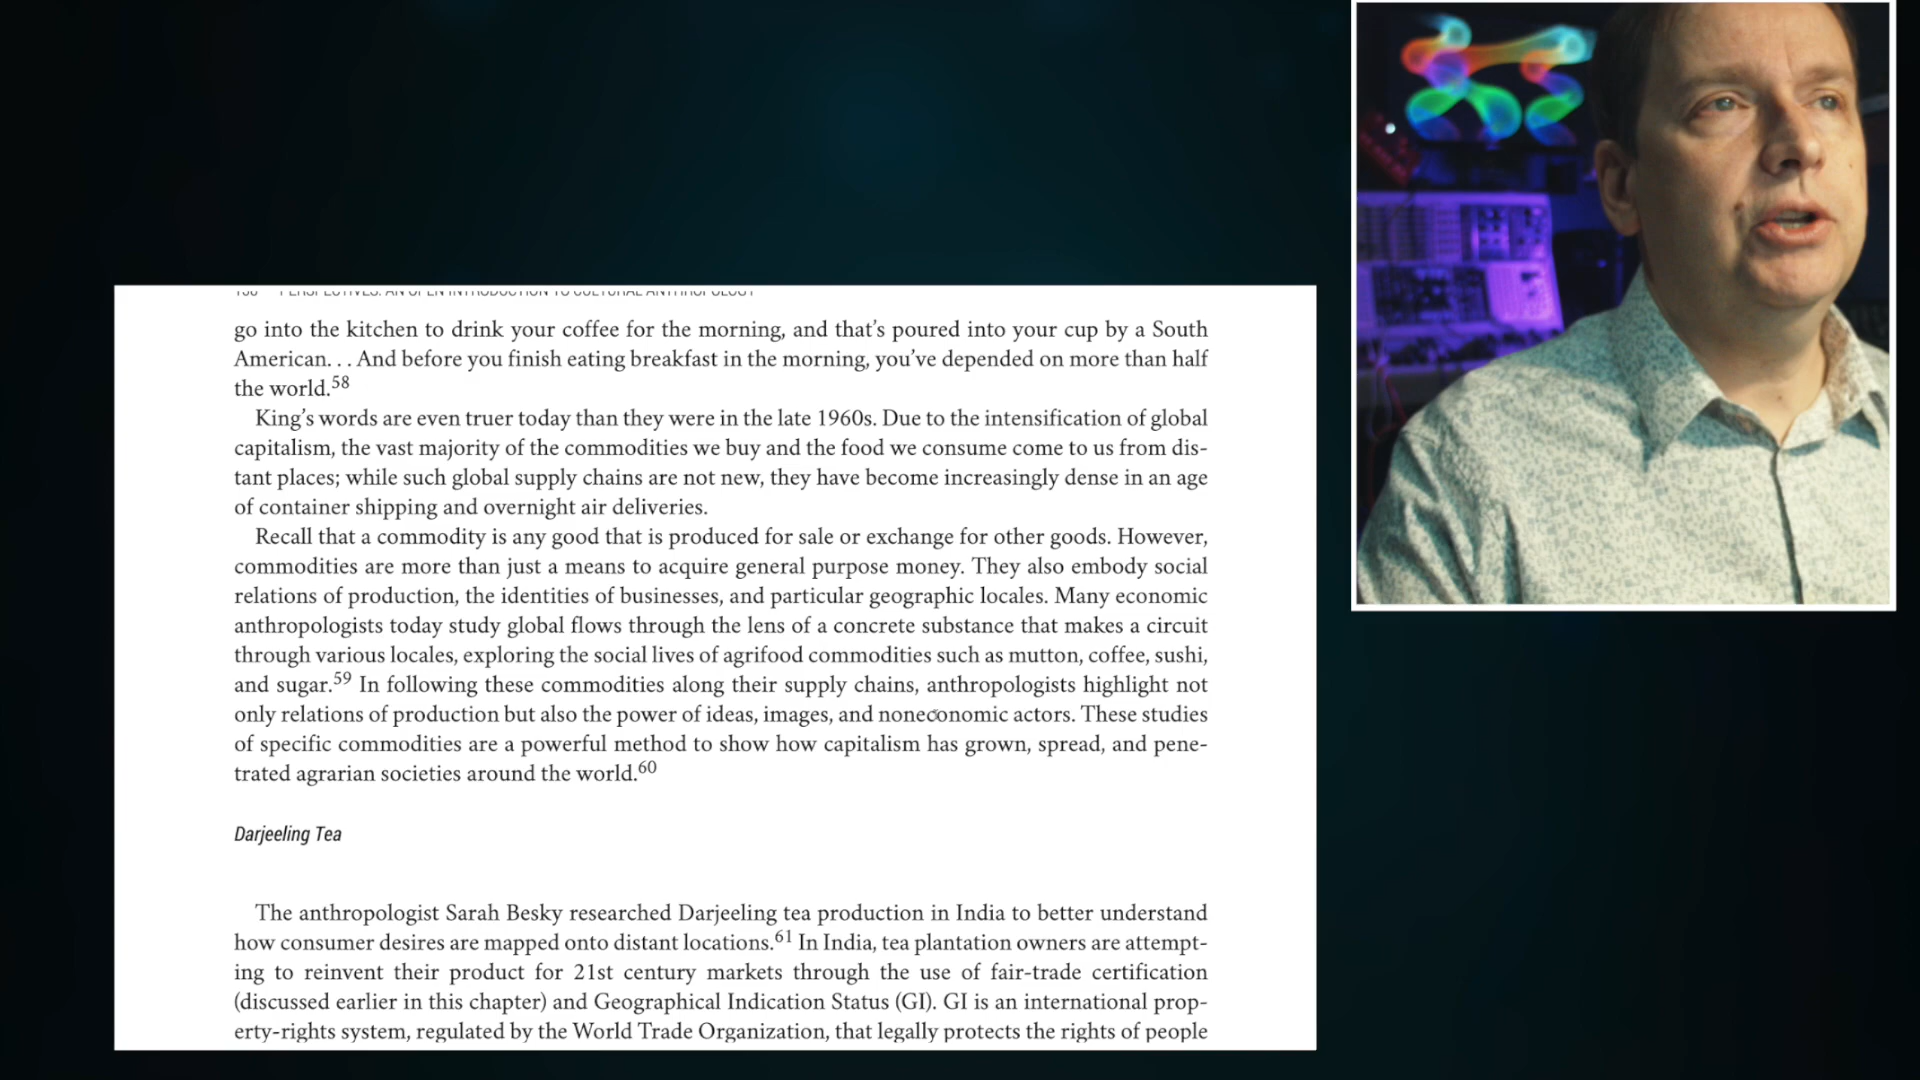 156 PERSPECTIVES: AN OPEN INTRODUCTION TO CULTURAL ANTHROPOLOGY
go into the kitchen to drink your coffee for the morning, and that’s poured into your cup by a South
American. . . And before you finish eating breakfast in the morning, you’ve depended on more than half
the world.58
King’s words are even truer today than they were in the late 1960s. Due to the intensification of global
capitalism, the vast majority of the commodities we buy and the food we consume come to us from dis-
tant places; while such global supply chains are not new, they have become increasingly dense in an age
of container shipping and overnight air deliveries.
Recall that a commodity is any good that is produced for sale or exchange for other goods. However,
commodities are more than just a means to acquire general purpose money. They also embody social
relations of production, the identities of businesses, and particular geographic locales. Many economic
anthropologists today study global flows through the lens of a concrete substance that makes a circuit
through various locales, exploring the social lives of agrifood commodities such as mutton, coffee, sushi,
and sugar.59 In following these commodities along their supply chains, anthropologists highlight not
only relations of production but also the power of ideas, images, and noneconomic actors. These studies
of specific commodities are a powerful method to show how capitalism has grown, spread, and pene-
trated agrarian societies around the world.60
Darjeeling Tea
The anthropologist Sarah Besky researched Darjeeling tea production in India to better understand
how consumer desires are mapped onto distant locations.61 In India, tea plantation owners are attempt-
ing to reinvent their product for 21st century markets through the use of fair-trade certification
(discussed earlier in this chapter) and Geographical Indication Status (GI). GI is an international prop-
erty-rights system, regulated by the World Trade Organization, that legally protects the rights of people